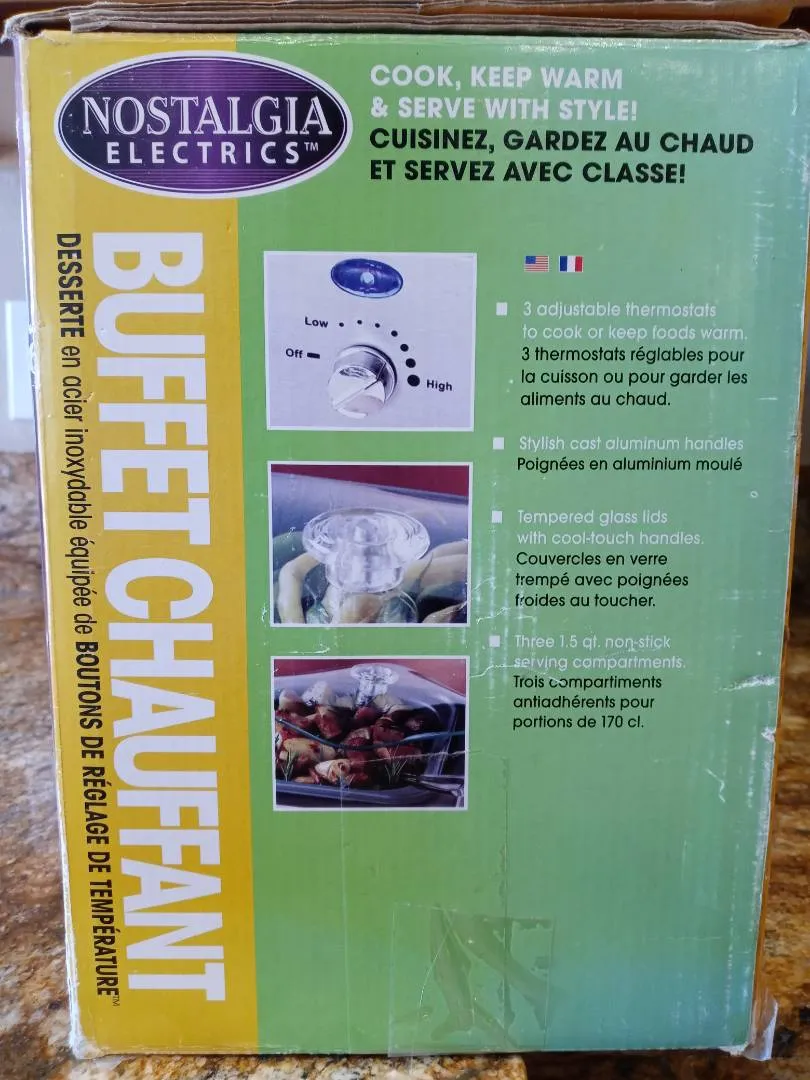 NOSTALGIA
ELECTRICS™
COOK, KEEP WARM
& SERVE WITH STYLE!
CUISINEZ, GARDEZ AU CHAUD
ET SERVEZ AVEC CLASSE!
BUFFET CHAUFFANT
DESSERTE en acier inoxydable équipée de BOUTONS DE RÉGLAGE DE TEMPÉRATURE™
Low
Off
High
3 adjustable thermostats
to cook or keep foods warm.
3 thermostats réglables pour
la cuisson ou pour garder les
aliments au chaud.
Stylish cast aluminum handles
Poignées en aluminium moulé
Tempered glass lids
with cool-touch handles.
Couvercles en verre
trempé avec poignées
froides au toucher.
Three 1.5 qt. non-stick
serving compartments.
Trois compartiments
antiadhérents pour
portions de 170 cl.